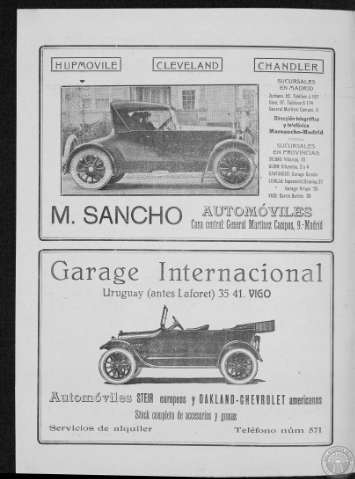 HUPMOVILE CLEVELAND CHANDLER
SUCURSALES
EN MADRID
Dirección telegráfica
y telefónica
Marsancho-Madrid
SUCURSALES
EN PROVINCIAS
M. SANCHO AUTOMÓVILES
Casa central: General Martínez Campos, 9-Madrid
Garage Internacional
Uruguay (antes Laforet) 35 41. VIGO
Automóviles STEIR europeos y OAKLAND-CHEVROLET americanos
Stock completo de accesorios y gomas
Servicios de alquiler Teléfono núm 571